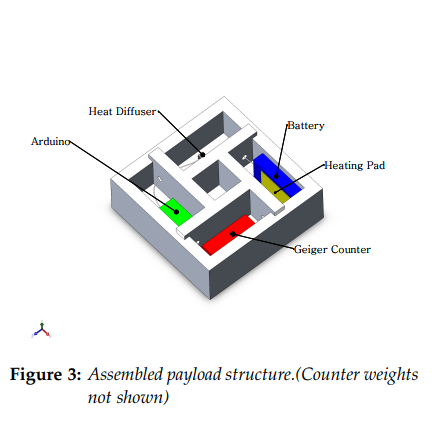 Heat Diffuser
Battery
Arduino
Heating Pad
Geiger Counter
Figure 3: Assembled payload structure.(Counter weights
not shown)